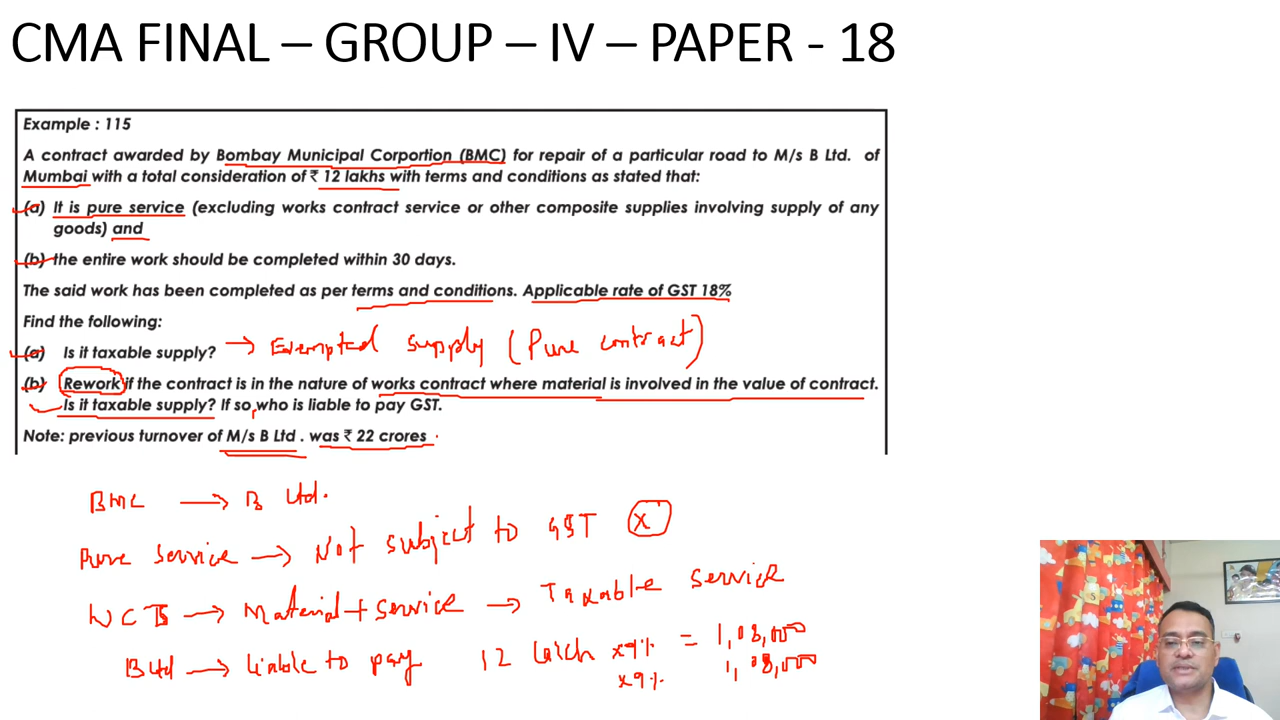 CMA FINAL – GROUP – IV – PAPER - 18
Example : 115
A contract awarded by Bombay Municipal Corportion (BMC) for repair of a particular road to M/s B Ltd. of
Mumbai with a total consideration of ₹ 12 lakhs with terms and conditions as stated that:
(a) It is pure service (excluding works contract service or other composite supplies involving supply of any
goods) and
(b) the entire work should be completed within 30 days.
The said work has been completed as per terms and conditions. Applicable rate of GST 18%
Find the following:
(a) Is it taxable supply? → Exempted supply (Pure contract)
(b) Rework if the contract is in the nature of works contract where material is involved in the value of contract.
Is it taxable supply? If so, who is liable to pay GST.
Note: previous turnover of M/s B Ltd . was ₹ 22 crores
BMC → B Ltd.
Pure Service → Not subject to GST X
WCTS → Material + service → Taxable service
B Ltd → liable to pay 12 lakh x9% = 1,08,000
x9% 1,08,000